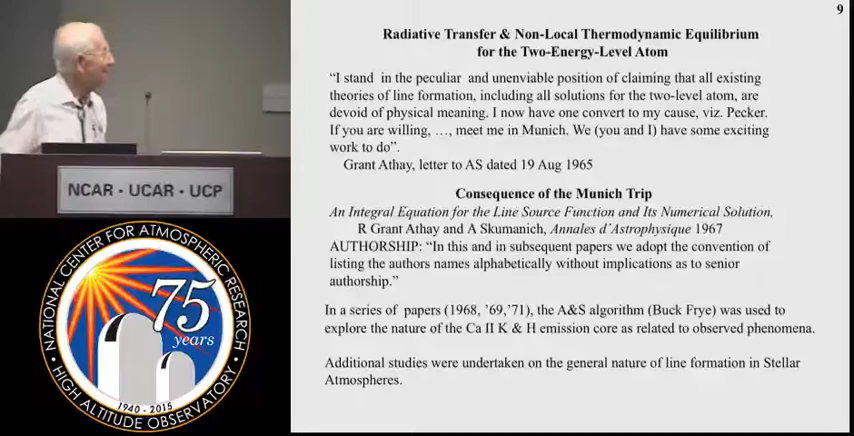 9
Radiative Transfer & Non-Local Thermodynamic Equilibrium
for the Two-Energy-Level Atom
“I stand in the peculiar and unenviable position of claiming that all existing
theories of line formation, including all solutions for the two-level atom, are
devoid of physical meaning. I now have one convert to my cause, viz. Pecker.
If you are willing, …, meet me in Munich. We (you and I) have some exciting
work to do”.
Grant Athay, letter to AS dated 19 Aug 1965
Consequence of the Munich Trip
An Integral Equation for the Line Source Function and Its Numerical Solution,
R Grant Athay and A Skumanich, Annales d´Astrophysique 1967
AUTHORSHIP: “In this and in subsequent papers we adopt the convention of
listing the authors names alphabetically without implications as to senior
authorship.”
In a series of papers (1968, ’69,’71), the A&S algorithm (Buck Frye) was used to
explore the nature of the Ca II K & H emission core as related to observed phenomena.
Additional studies were undertaken on the general nature of line formation in Stellar
Atmospheres.
NCAR • UCAR • UCP
NATIONAL CENTER FOR ATMOSPHERIC RESEARCH
75
years
1940 - 2015
HIGH ALTITUDE OBSERVATORY